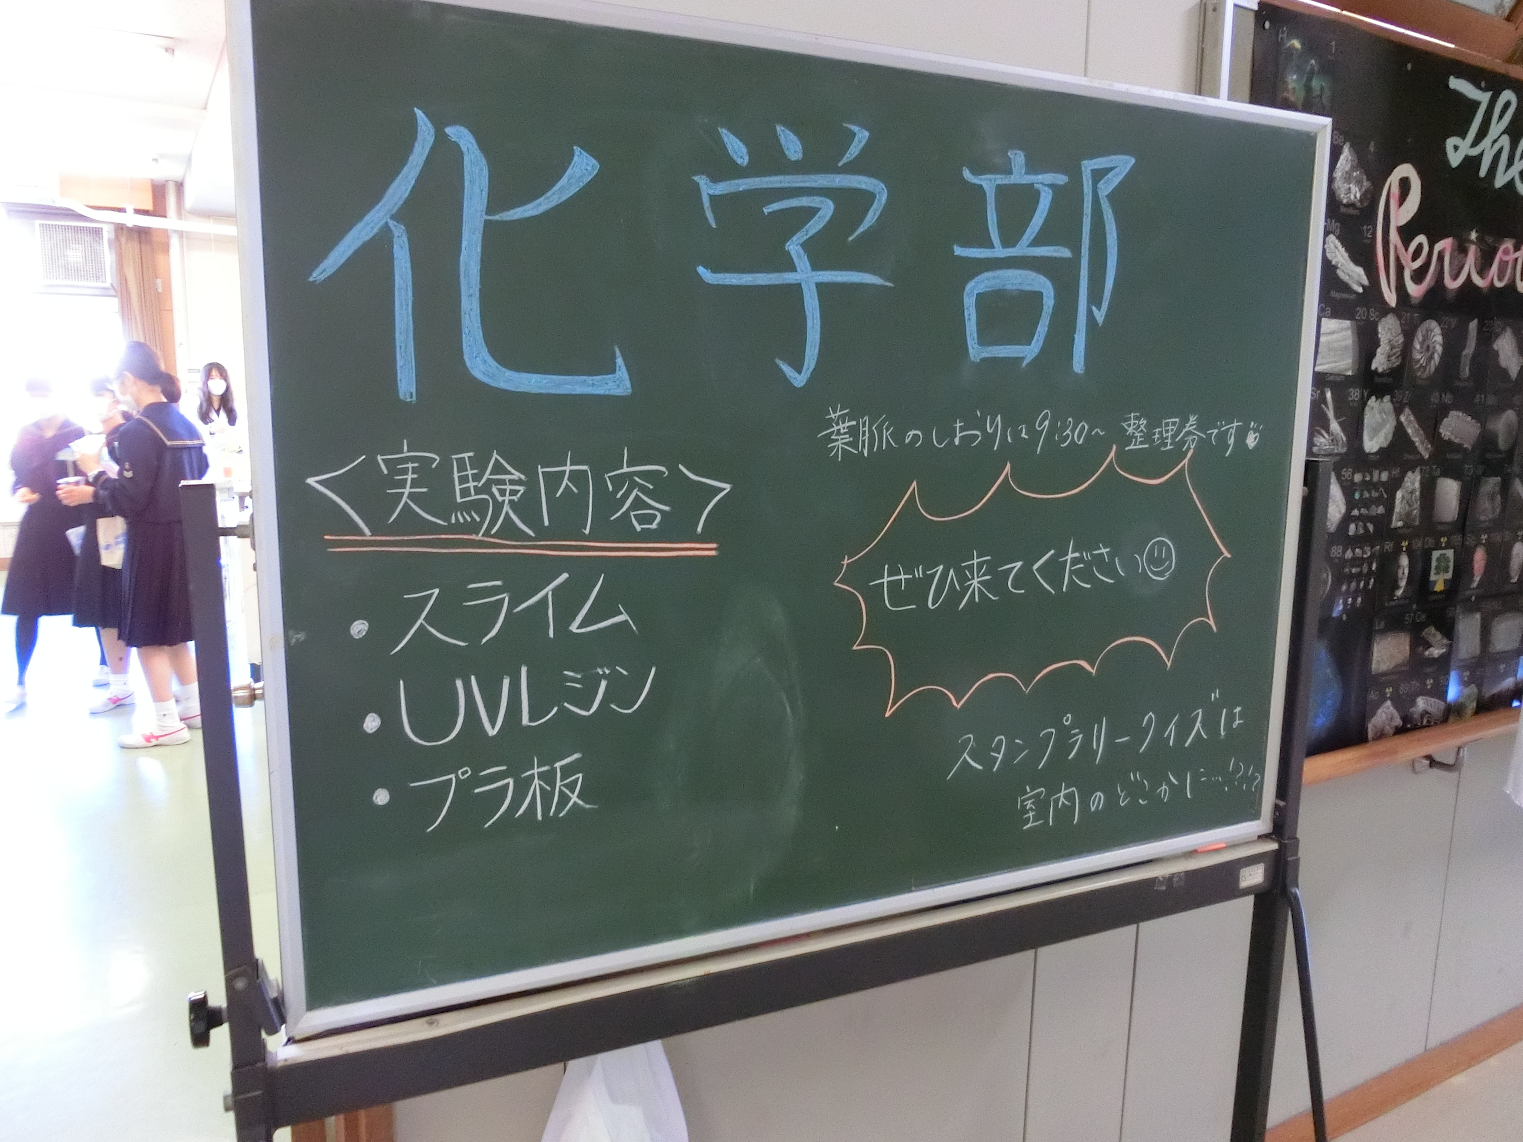 化学部
葉脈のしおりは9:30~ 整理券です
<実験内容>
・スライム
・UVレジン
・プラ板
ぜひ来てください
スタンプラリークイズは
室内のどこかに…!?!?
The
Perio